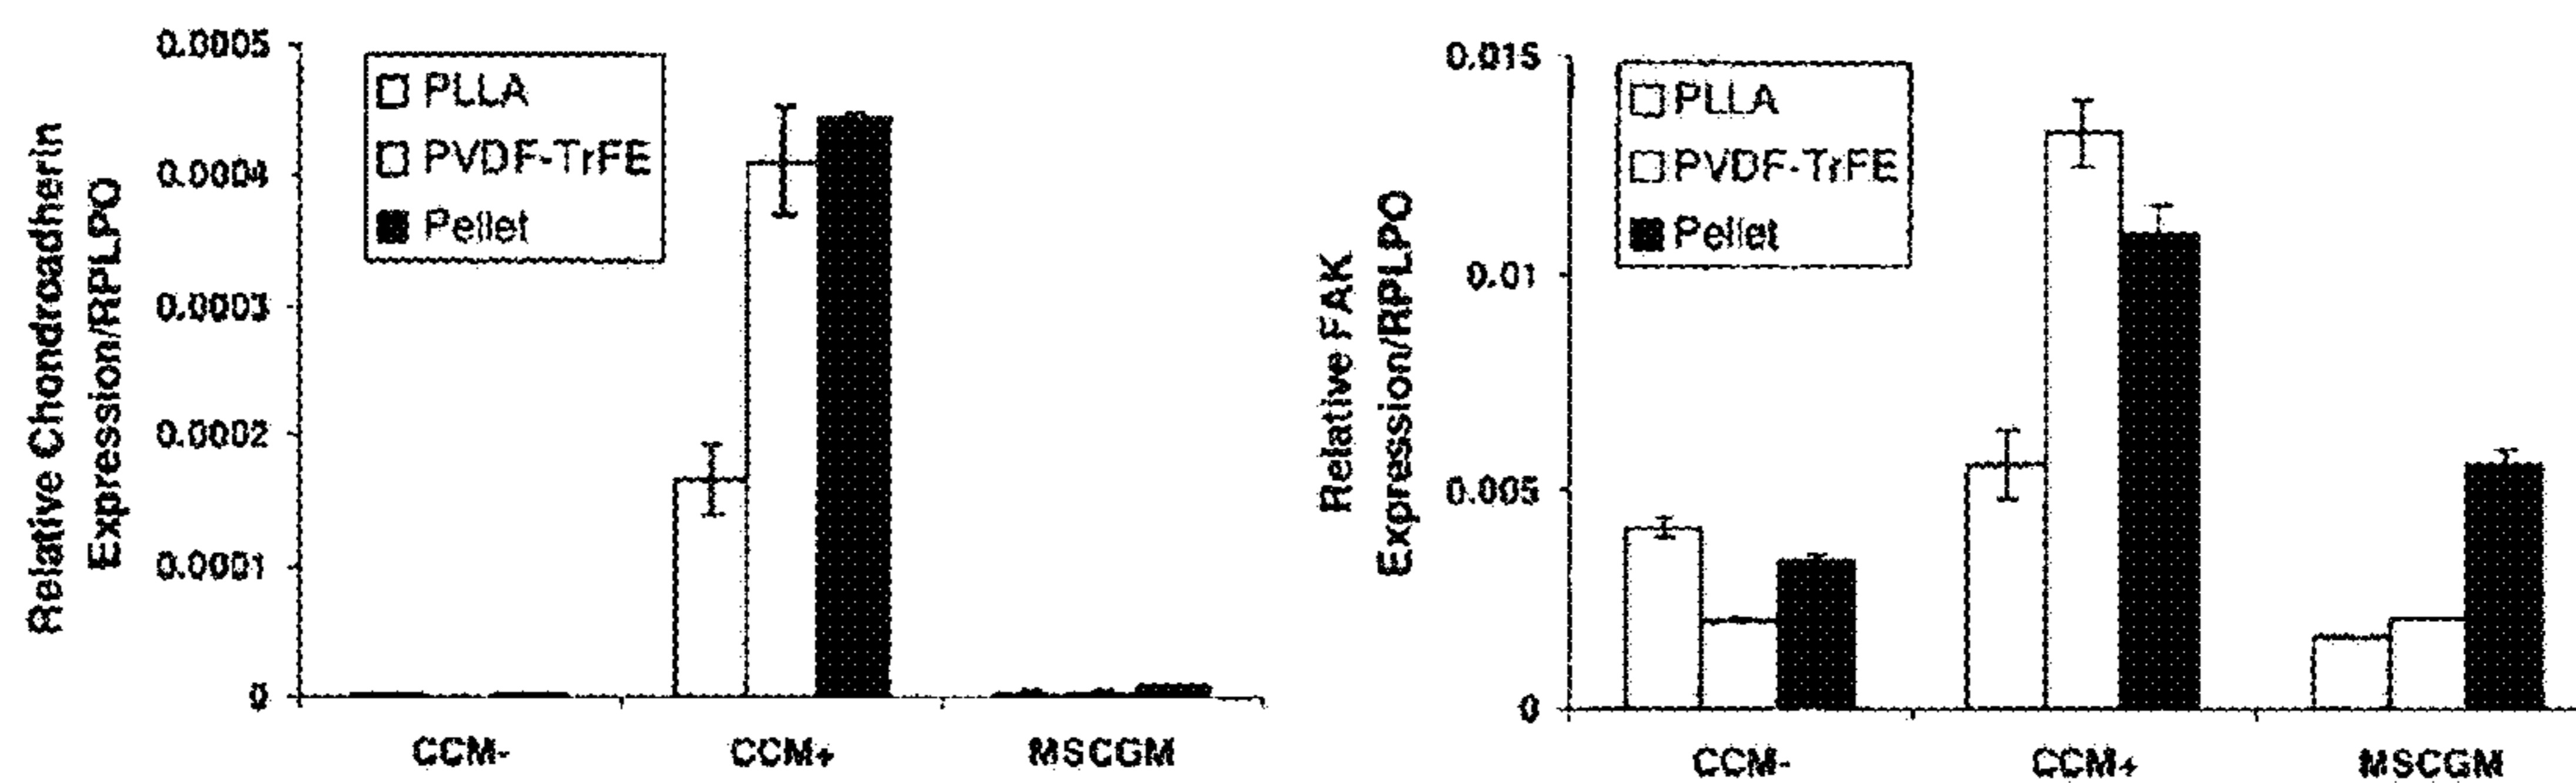 Relative Chondroadherin
Expression/RPLPO
0.0005
0.0004
0.0003
0.0002
0.0001
0
PLLA
PVDF-TrFE
Pellet
CCM-
CCM+
MSCGM
Relative FAK
Expression/RPLPO
0.015
0.01
0.005
0
PLLA
PVDF-TrFE
Pellet
CCM-
CCM+
MSCGM